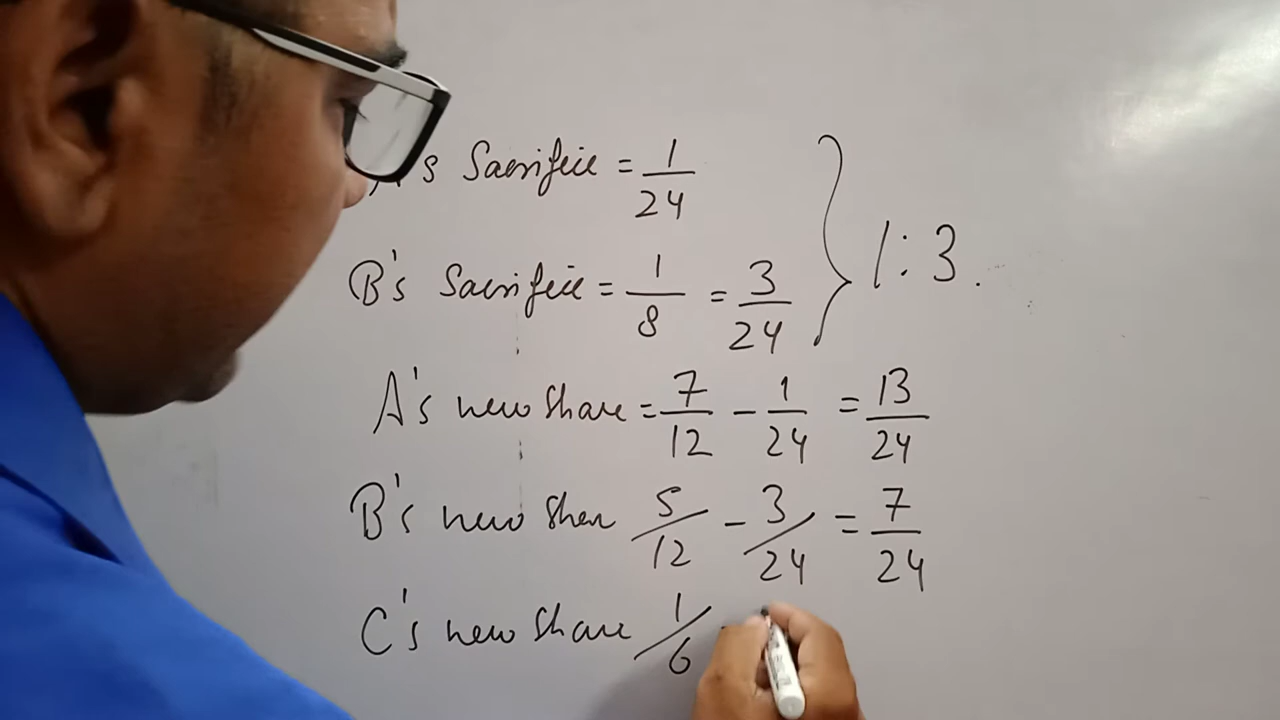 A's Sacrifice = 1/24
B's Sacrifice = 1/8 = 3/24 } 1:3.
A's new share = 7/12 - 1/24 = 13/24
B's new Share 5/12 - 3/24 = 7/24
C's new share 1/6